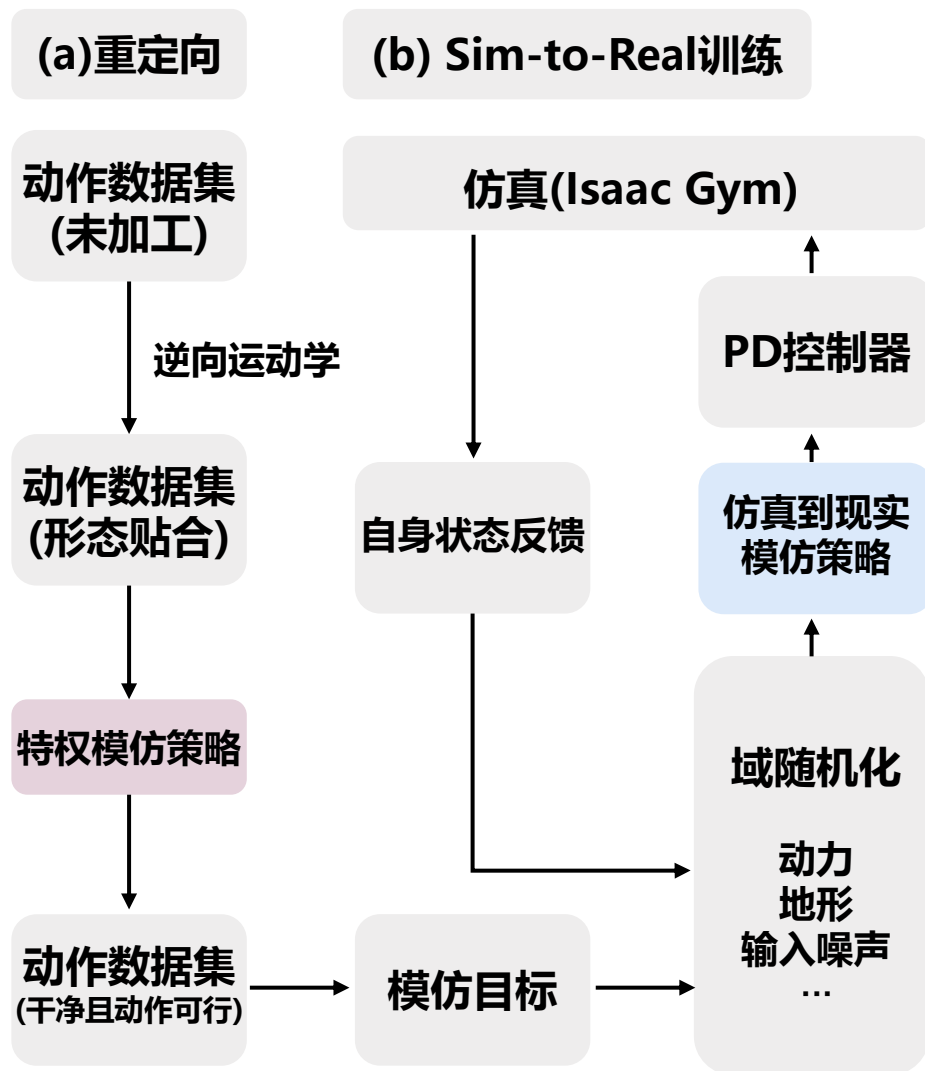 (a)重定向
(b) Sim-to-Real训练
动作数据集
(未加工)
逆向运动学
动作数据集
(形态贴合)
特权模仿策略
动作数据集
(干净且动作可行)
仿真(Isaac Gym)
自身状态反馈
模仿目标
PD控制器
仿真到现实
模仿策略
域随机化
动力
地形
输入噪声
...